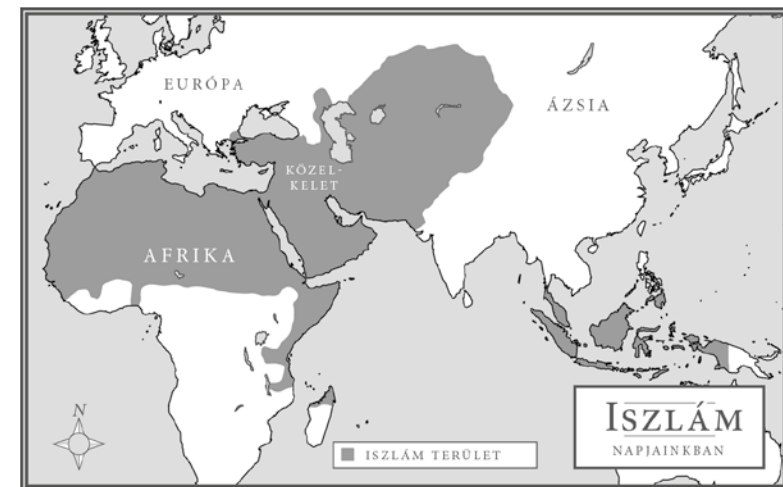 EURÓPA
ÁZSIA
KÖZEL-
KELET
AFRIKA
N
ISZLÁM TERÜLET
ISZLÁM
NAPJAINKBAN